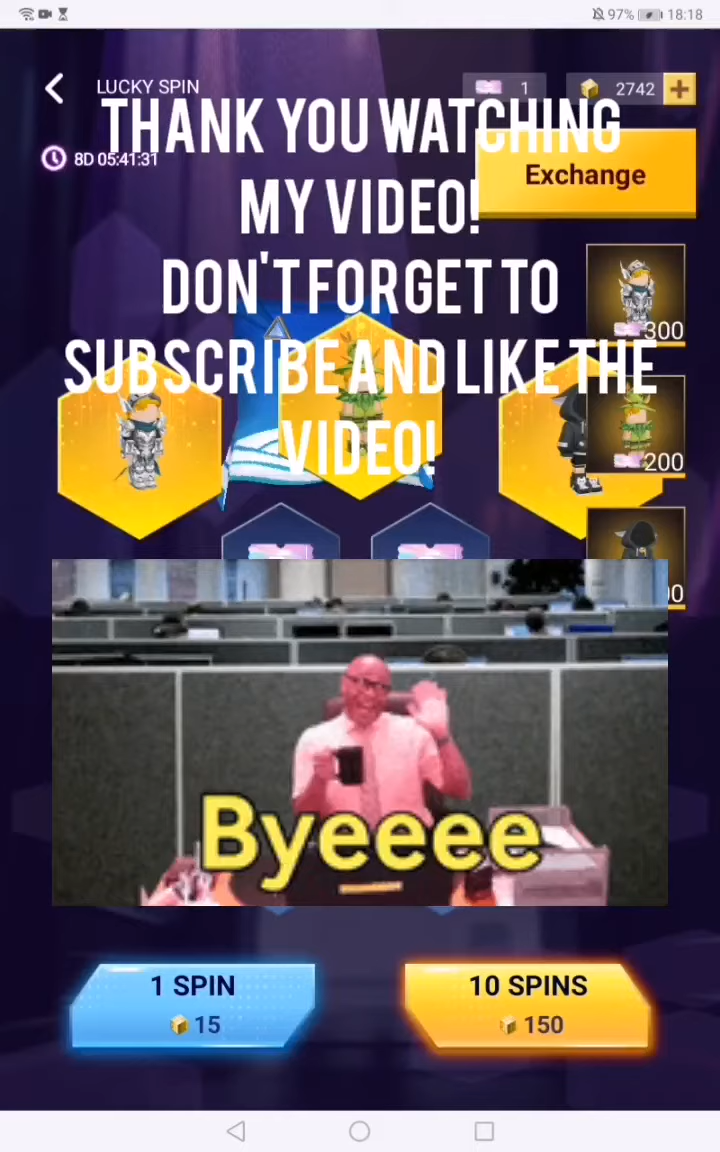 97% 18:18
LUCKY SPIN
1
2742
8D 05:41:31
Exchange
THANK YOU WATCHING
MY VIDEO!
DON'T FORGET TO
SUBSCRIBE AND LIKE THE
VIDEO!
300
200
Byeeee
1 SPIN
15
10 SPINS
150